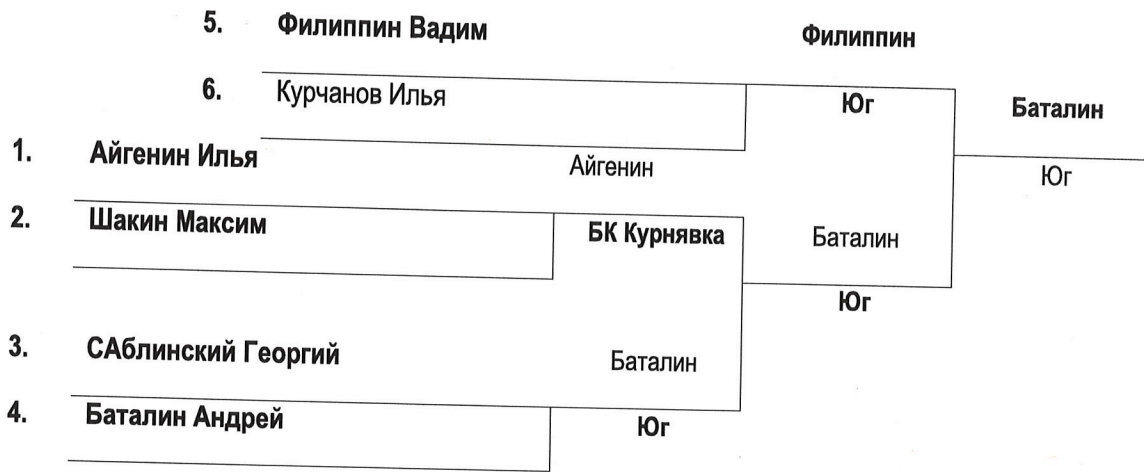 5. Филиппин Вадим Филиппин
6. Курчанов Илья Юг Баталин
1. Айгенин Илья Айгенин Юг
2. Шакин Максим БК Курнявка Баталин
Юг
3. САблинский Георгий Баталин
4. Баталин Андрей Юг